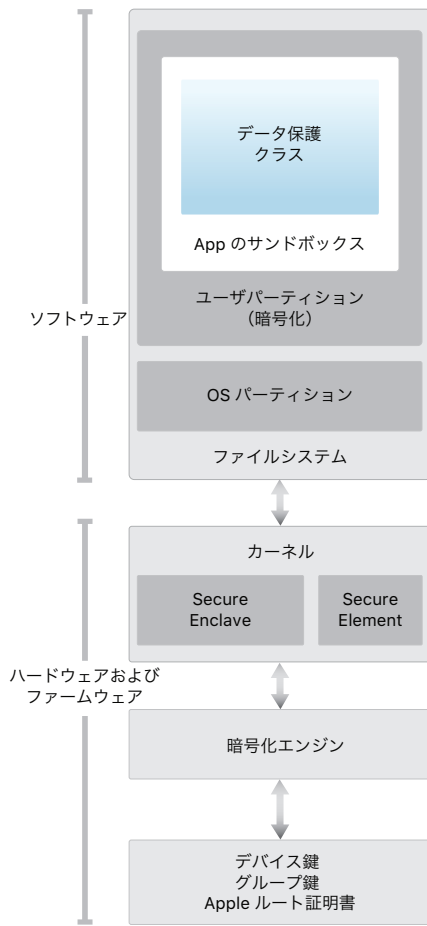 データ保護
クラス
App のサンドボックス
ユーザパーティション
（暗号化）
OS パーティション
ファイルシステム
ソフトウェア
カーネル
Secure
Enclave
Secure
Element
ハードウェアおよび
ファームウェア
暗号化エンジン
デバイス鍵
グループ鍵
Apple ルート証明書